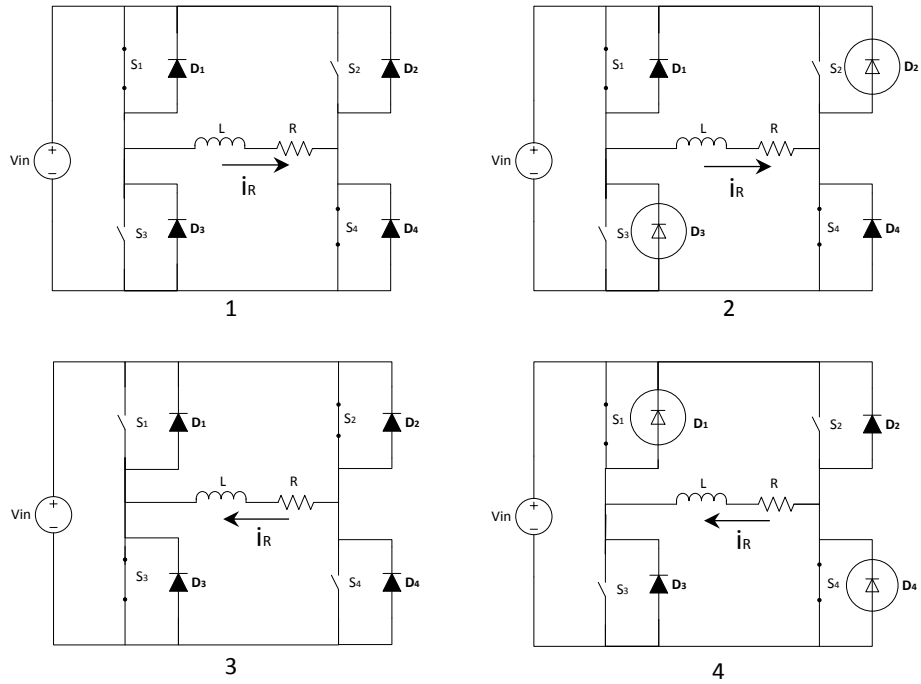 S1 D1 S2 D2
L R
Vin + −
iR
S3 D3 S4 D4
1
S1 D1 S2 D2
L R
Vin + −
iR
S3 D3 S4 D4
2
S1 D1 S2 D2
L R
Vin + −
iR
S3 D3 S4 D4
3
S1 D1 S2 D2
L R
Vin + −
iR
S3 D3 S4 D4
4